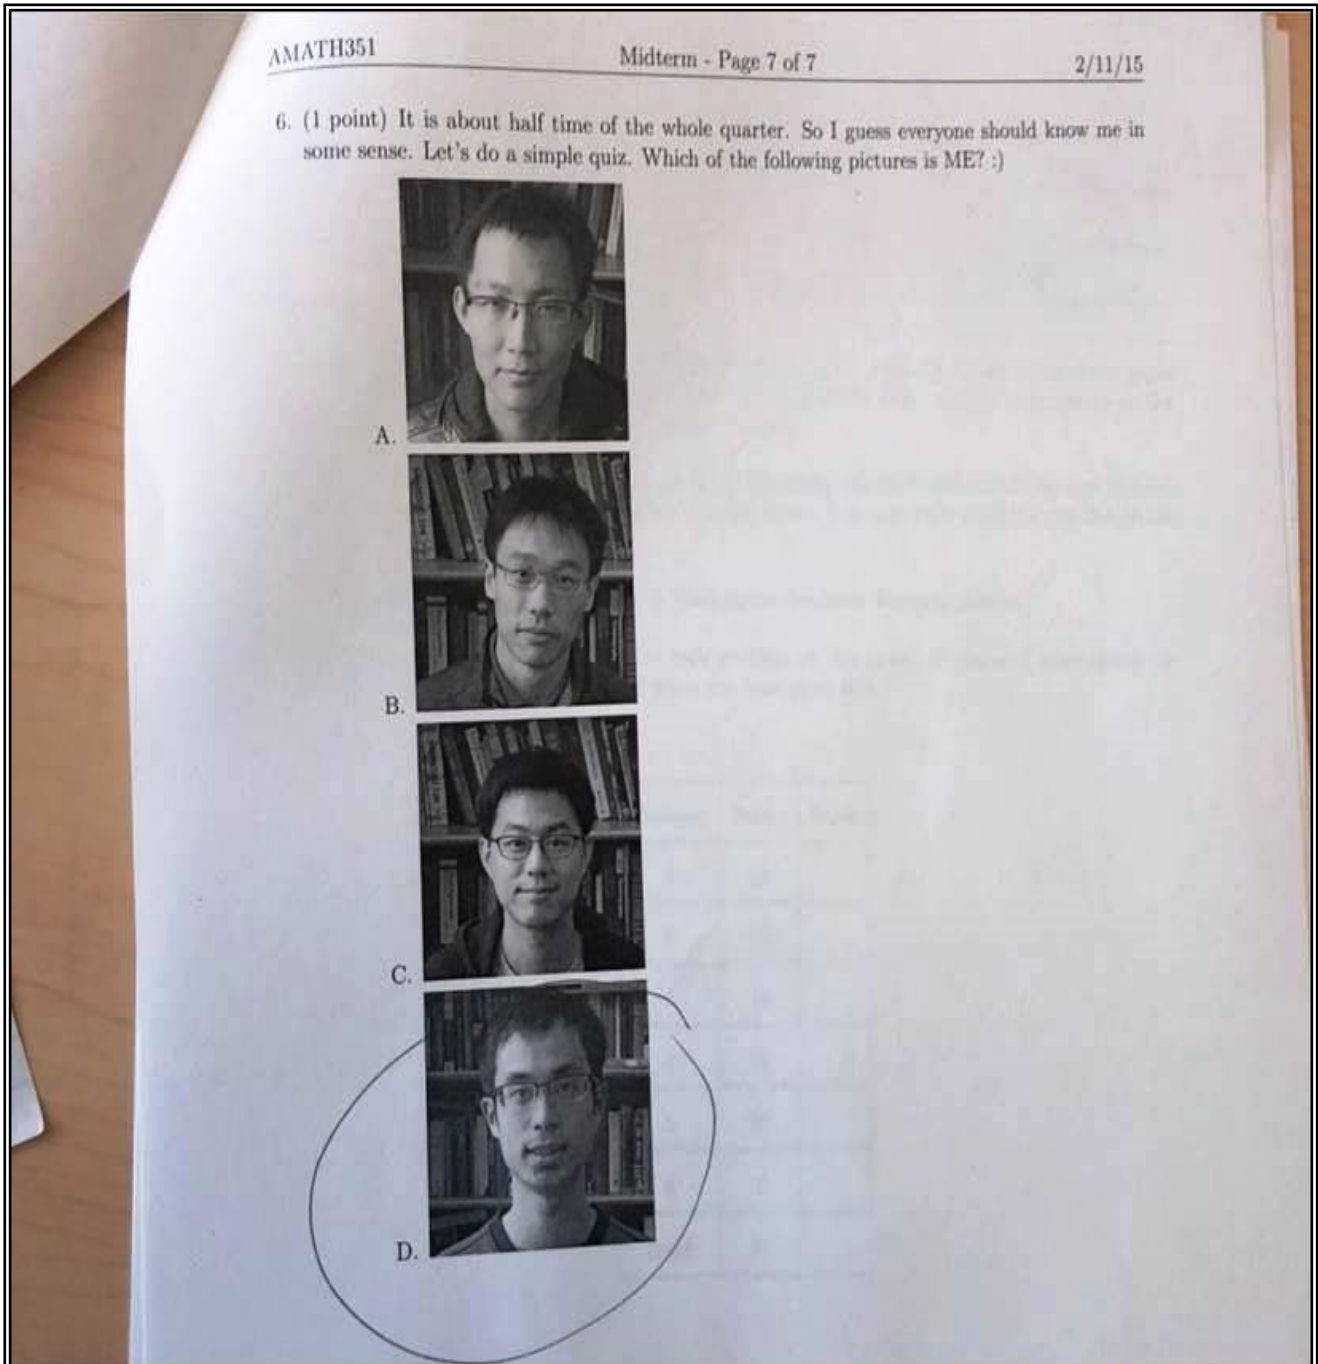 AMATH351 Midterm - Page 7 of 7 2/11/15
6. (1 point) It is about half time of the whole quarter. So I guess everyone should know me in
some sense. Let's do a simple quiz. Which of the following pictures is ME? :)
A.
B.
C.
D.